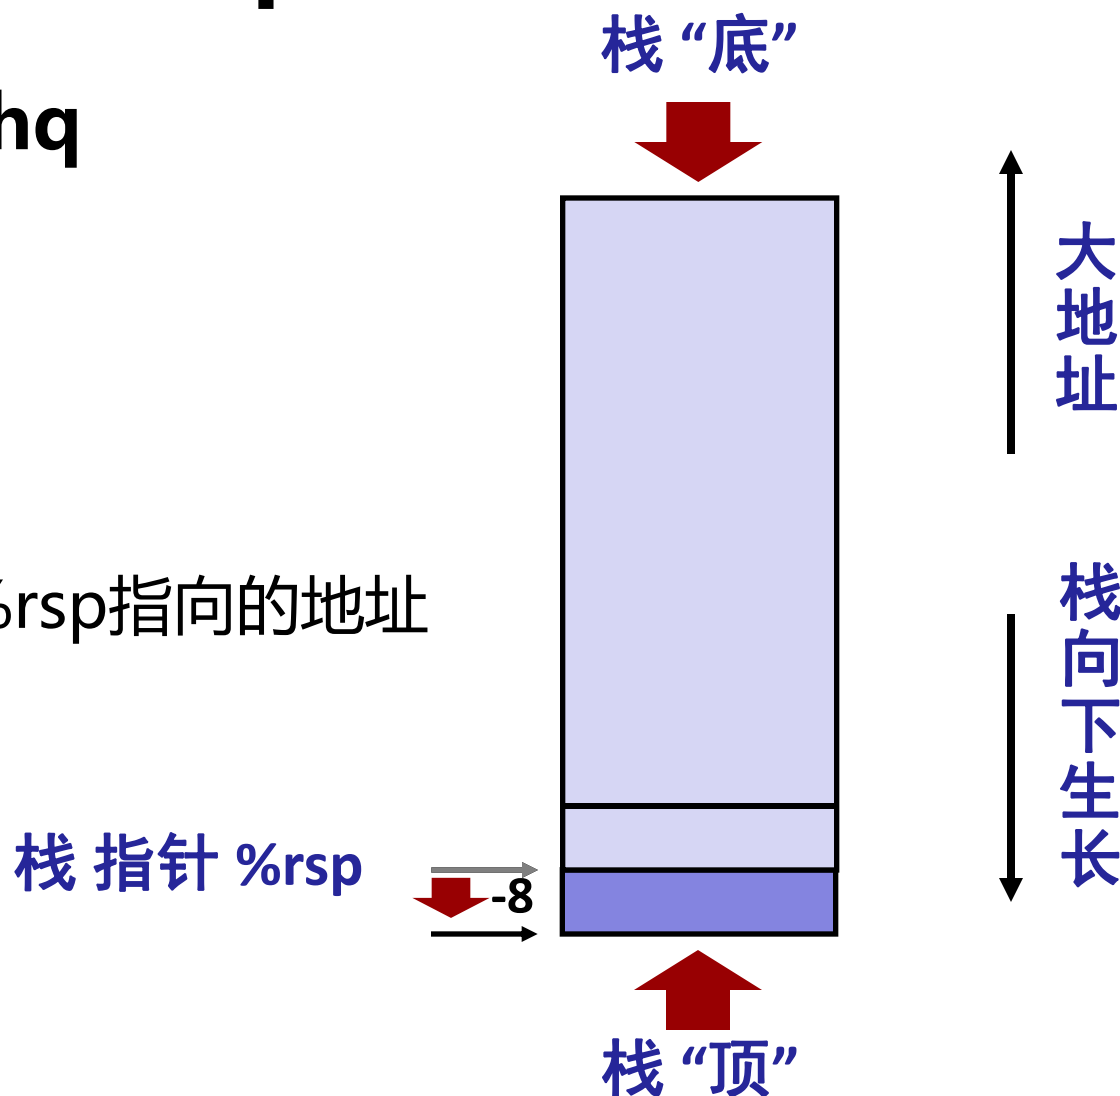 栈 “底”
hq
大地址
%rsp指向的地址
栈向下生长
栈 指针 %rsp
-8
栈 “顶”